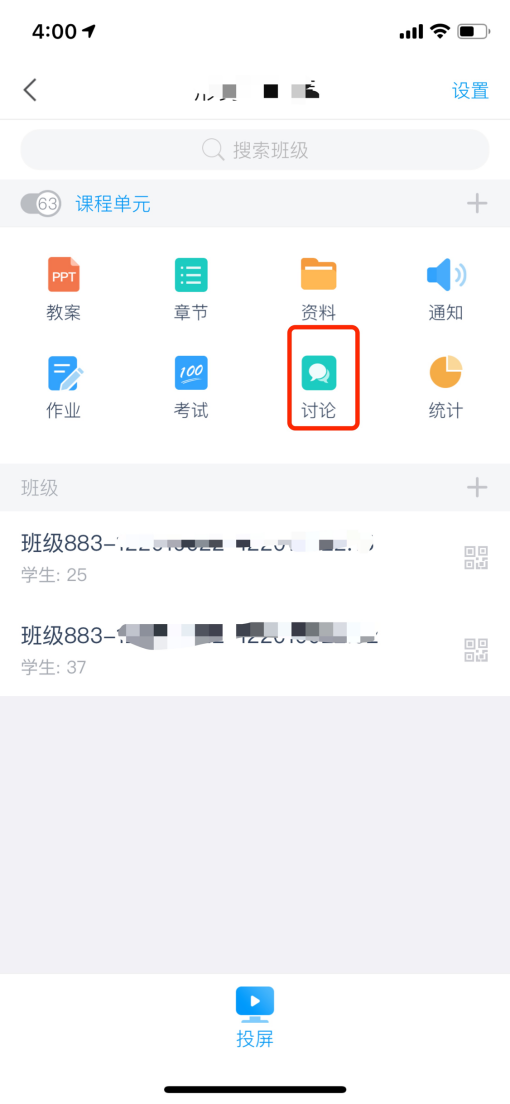 4:00
设置
搜索班级
63 课程单元
PPT
教案 章节 资料 通知
100
作业 考试 讨论 统计
班级
班级883-
学生: 25
班级883-
学生: 37
投屏